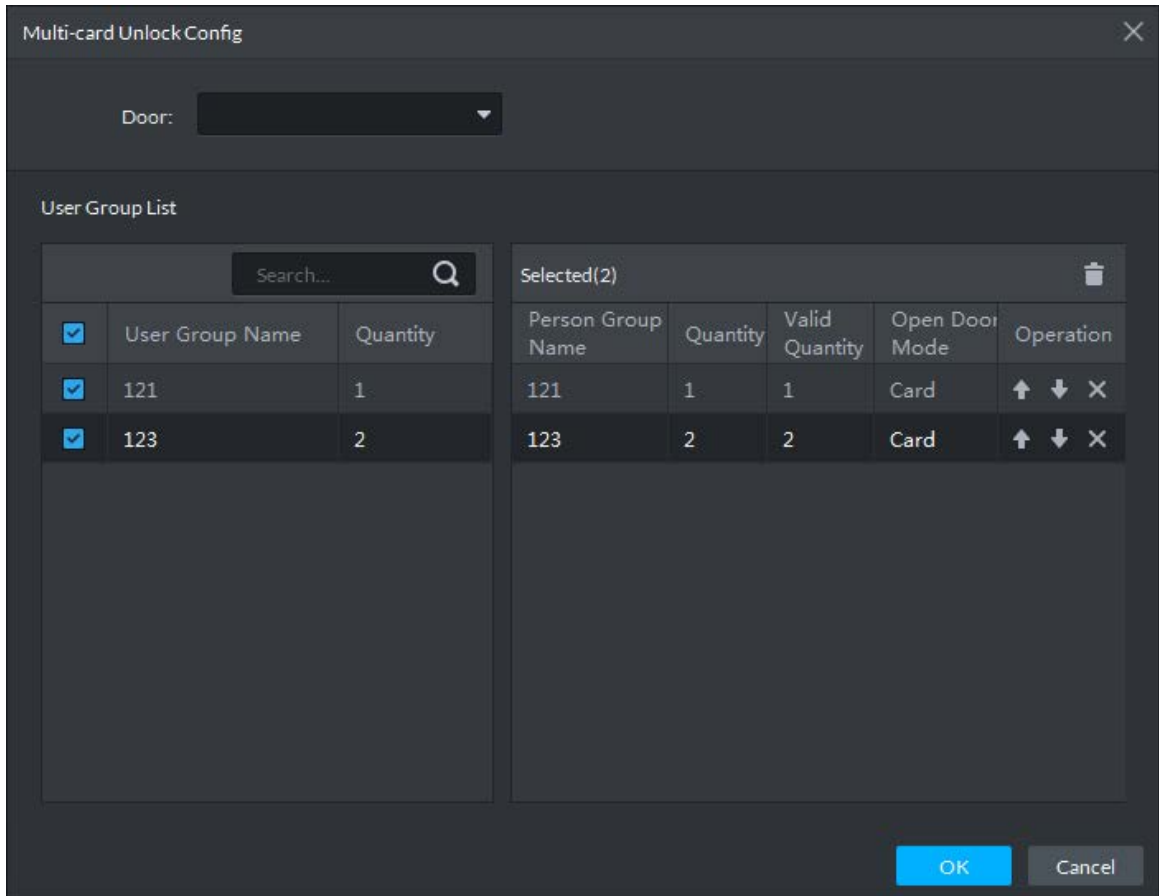 Multi-card Unlock Config
Door:
User Group List
Search...
Selected(2)
User Group Name Quantity
Person Group Name Quantity Valid Quantity Open Door Mode Operation
121 1
121 1 1 Card
123 2
123 2 2 Card
OK Cancel